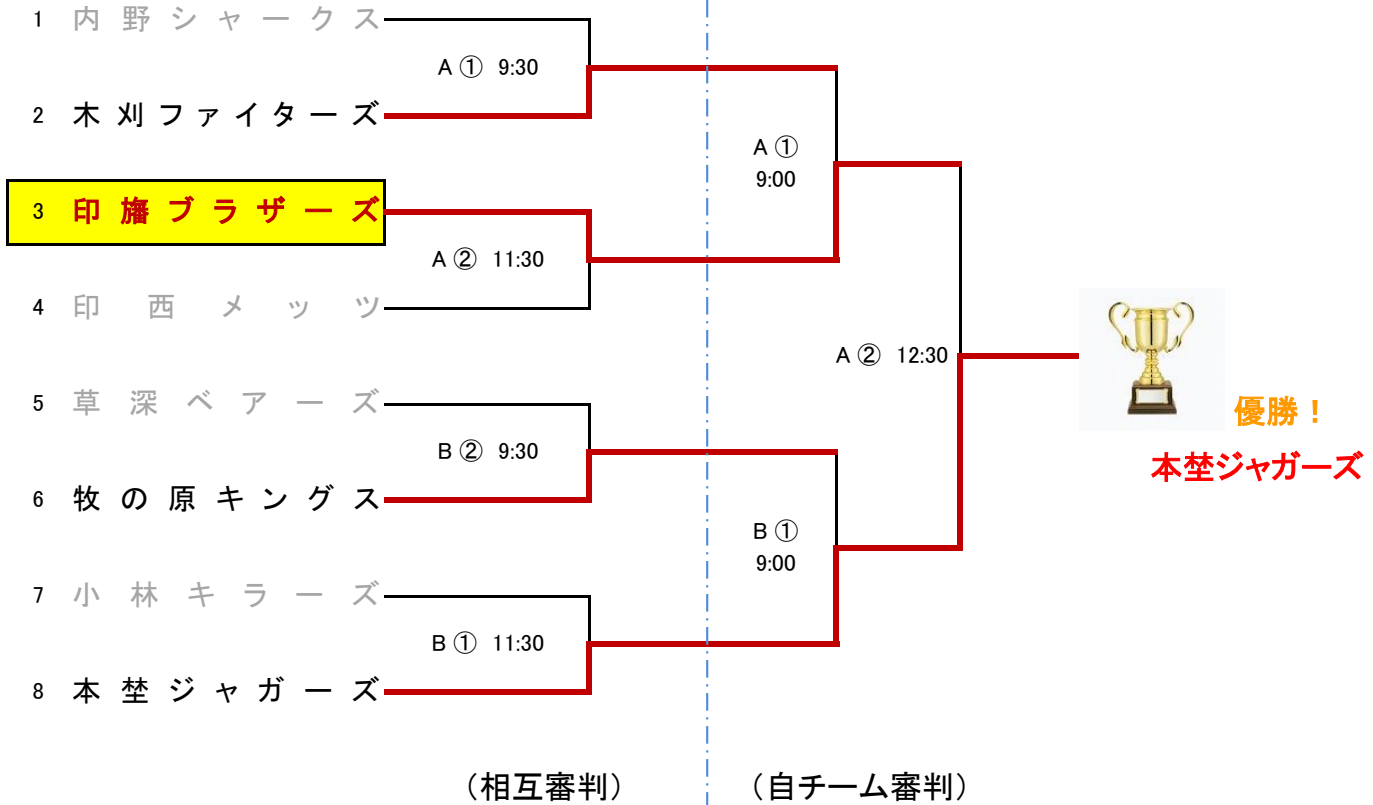 1 内野シャークス
A① 9:30
2 木刈ファイターズ
A①
9:00
3 印旛ブラザーズ
A② 11:30
4 印西メッツ
A② 12:30
5 草深ベアーズ
優勝！
B② 9:30
本埜ジャガーズ
6 牧の原キングス
B①
9:00
7 小林キラーズ
B① 11:30
8 本埜ジャガーズ
（相互審判）
（自チーム審判）